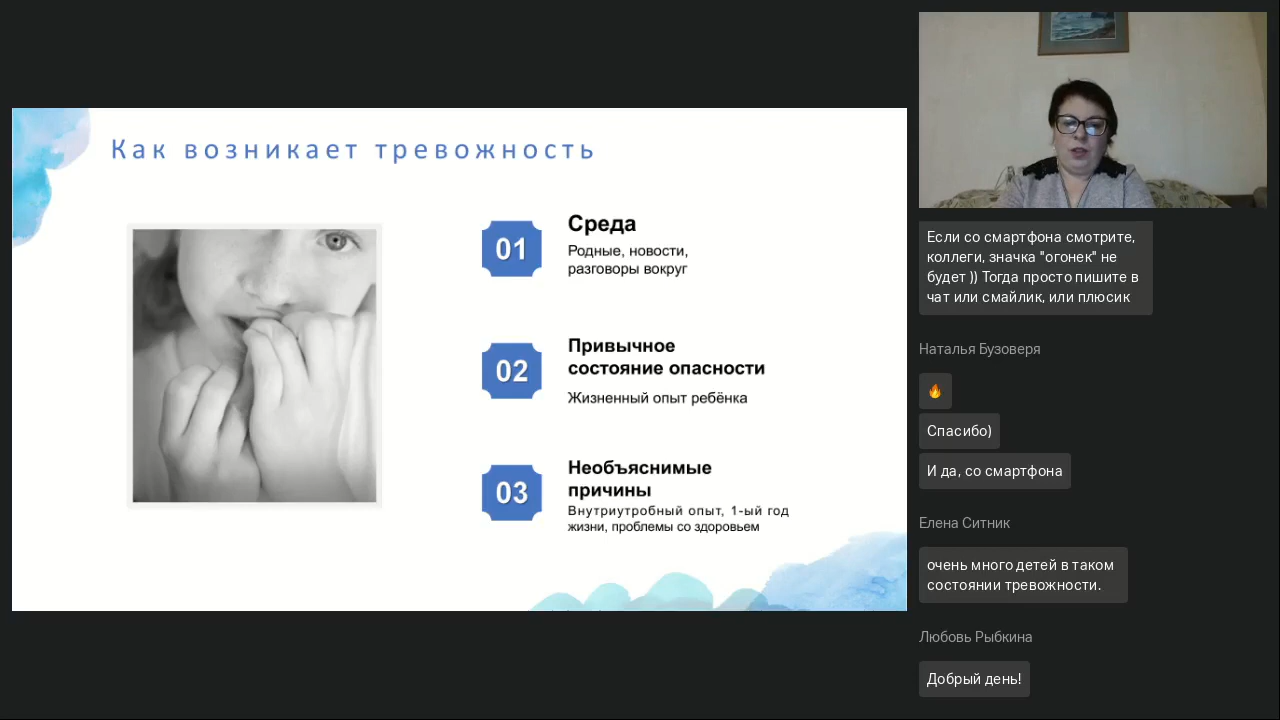 Как возникает тревожность
01
Среда
Родные, новости,
разговоры вокруг
02
Привычное
состояние опасности
Жизненный опыт ребёнка
03
Необъяснимые
причины
Внутриутробный опыт, 1-ый год
жизни, проблемы со здоровьем
Если со смартфона смотрите,
коллеги, значка "огонек" не
будет )) Тогда просто пишите в
чат или смайлик, или плюсик
Наталья Бузоверя
🔥
Спасибо)
И да, со смартфона
Елена Ситник
очень много детей в таком
состоянии тревожности.
Любовь Рыбкина
Добрый день!